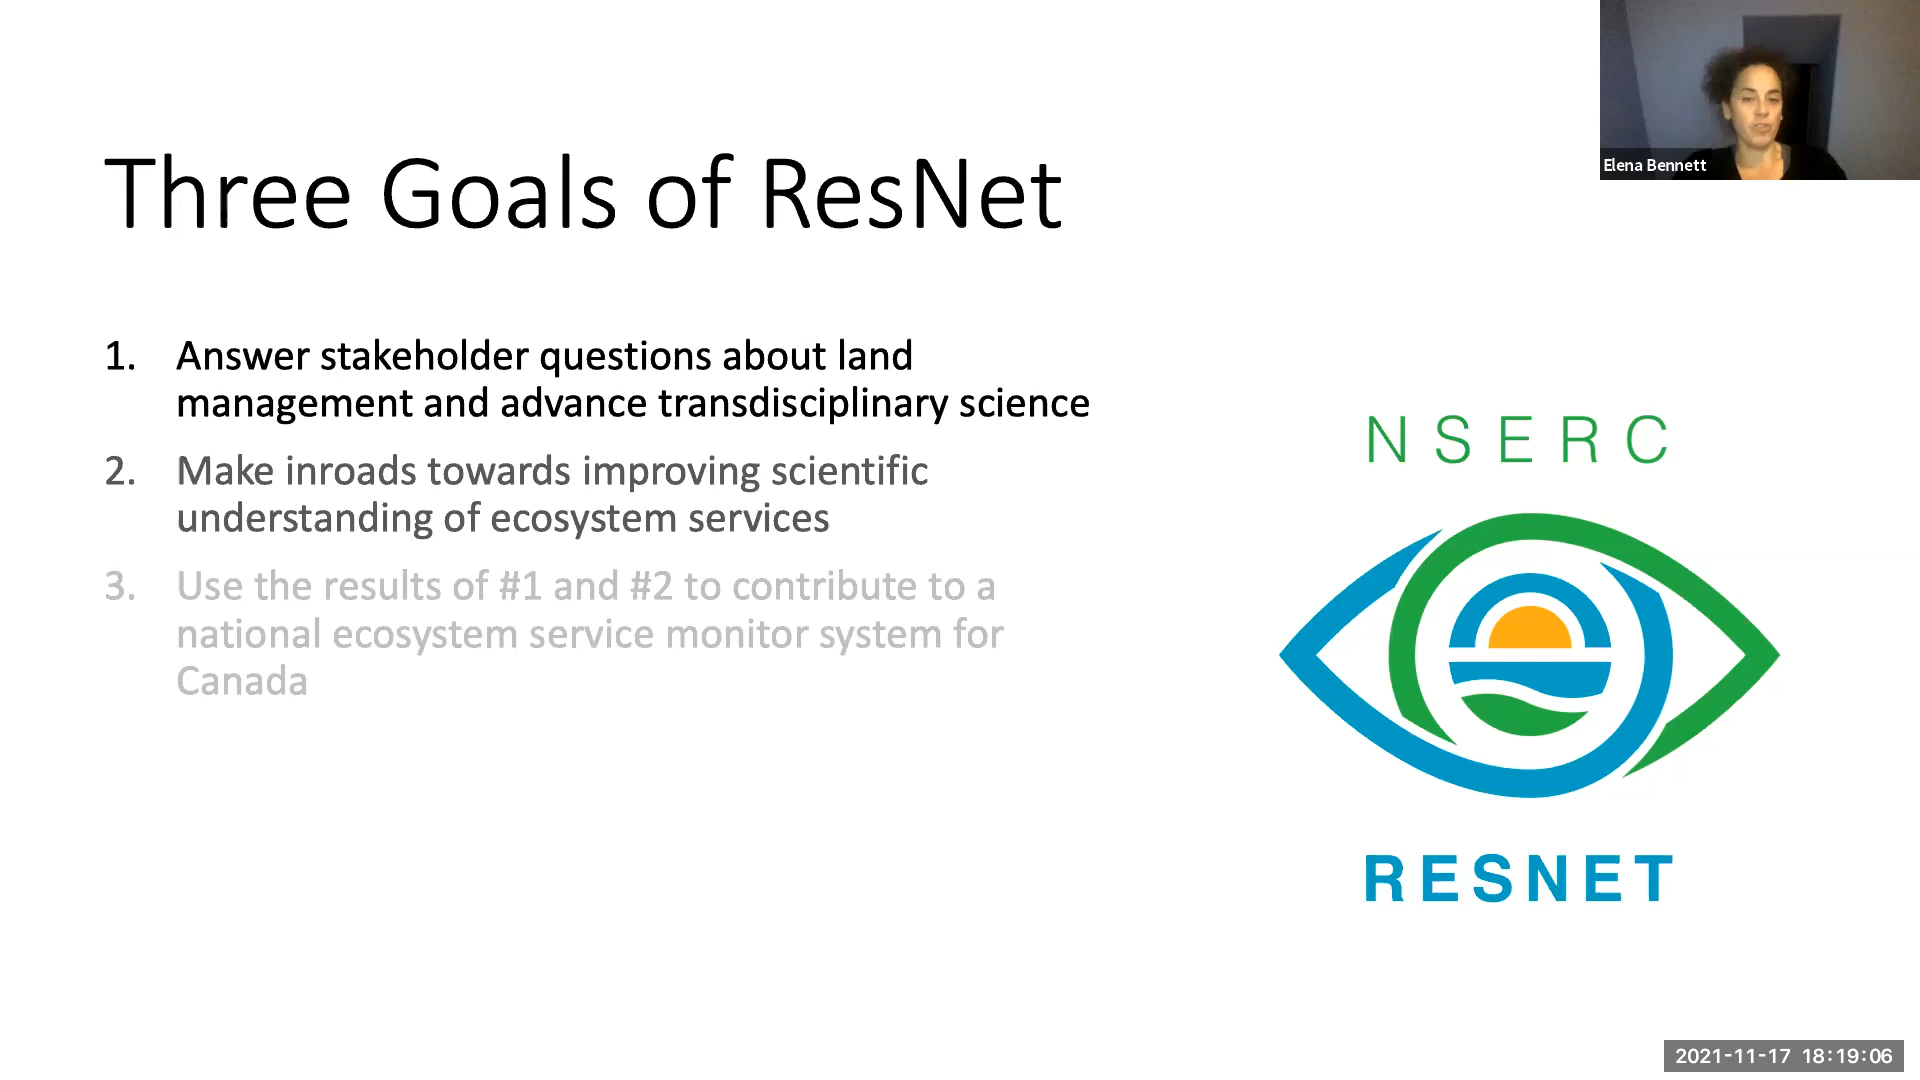 Elena Bennett
Three Goals of ResNet
1. Answer stakeholder questions about land
management and advance transdisciplinary science
2. Make inroads towards improving scientific
understanding of ecosystem services
3. Use the results of #1 and #2 to contribute to a
national ecosystem service monitor system for
Canada
NSERC
RESNET
2021-11-17 18:19:06